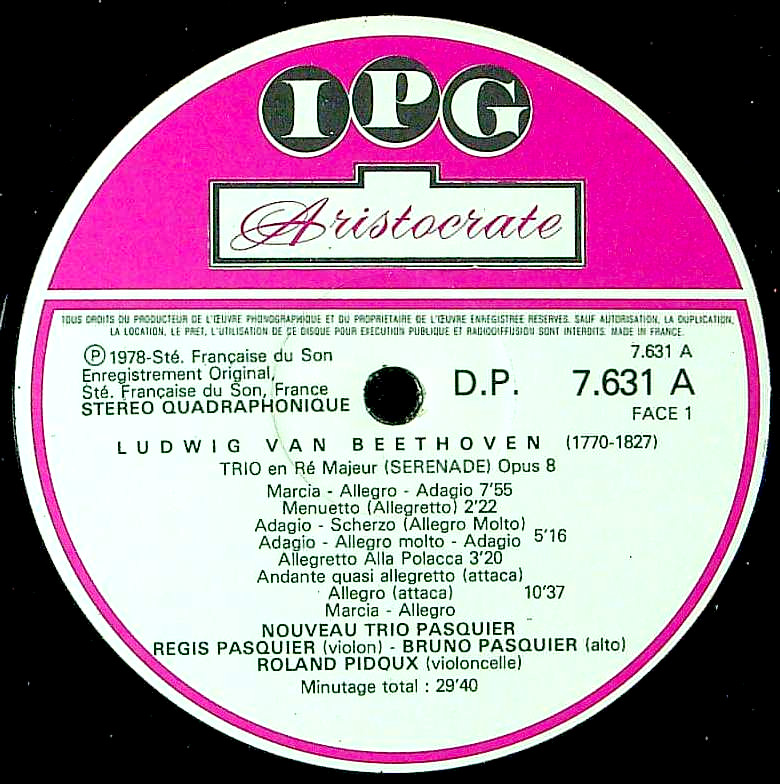 IPG
Aristocrate
TOUS DROITS DU PRODUCTEUR DE L'ŒUVRE PHONOGRAPHIQUE ET DU PROPRIETAIRE DE L'ŒUVRE ENREGISTREE RESERVES. SAUF AUTORISATION, LA DUPLICATION,
LA LOCATION, LE PRET, L'UTILISATION DE CE DISQUE POUR EXECUTION PUBLIQUE ET RADIODIFFUSION SONT INTERDITS. MADE IN FRANCE.
Ⓟ 1978-Sté. Française du Son
7.631 A
Enregistrement Original,
Sté. Française du Son, France
STEREO QUADRAPHONIQUE
D.P. 7.631 A
FACE 1
LUDWIG VAN BEETHOVEN (1770-1827)
TRIO en Ré Majeur (SERENADE) Opus 8
Marcia - Allegro - Adagio 7'55
Menuetto (Allegretto) 2'22
Adagio - Scherzo (Allegro Molto)
Adagio - Allegro molto - Adagio 5'16
Allegretto Alla Polacca 3'20
Andante quasi allegretto (attaca)
Allegro (attaca) 10'37
Marcia - Allegro
NOUVEAU TRIO PASQUIER
REGIS PASQUIER (violon) - BRUNO PASQUIER (alto)
ROLAND PIDOUX (violoncelle)
Minutage total : 29'40